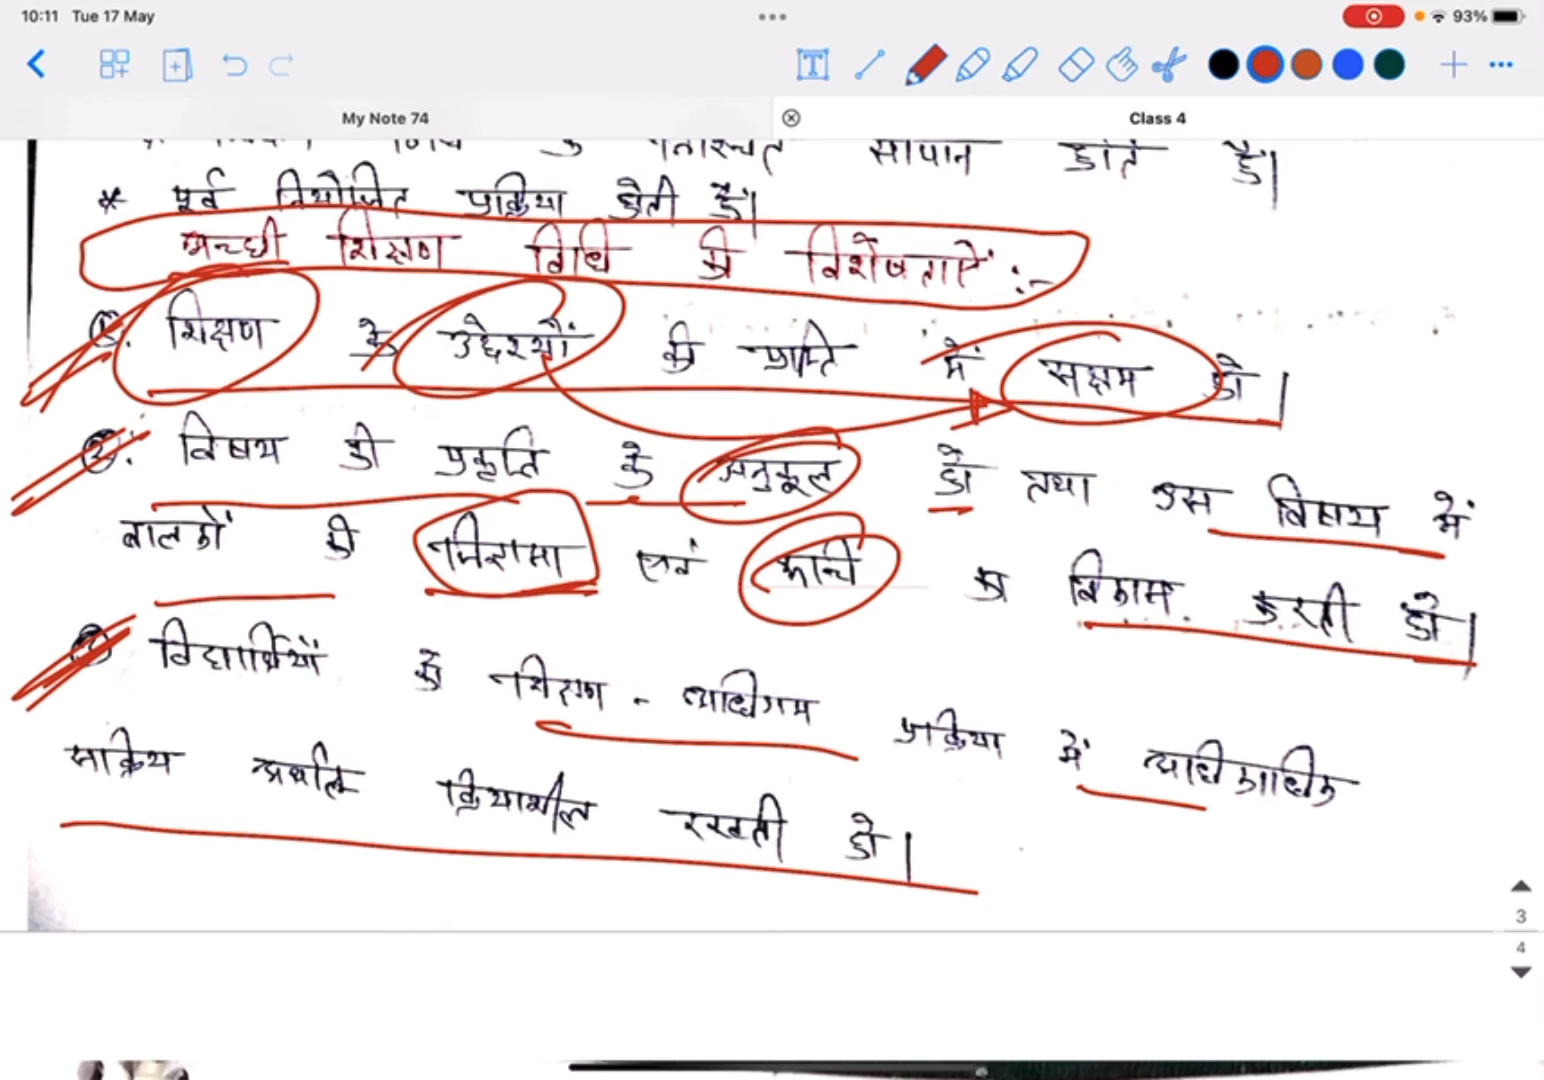 10:11 Tue 17 May
93%
My Note 74
Class 4
के निश्चित सोपान होते हैं।
* पूर्व नियोजित प्रक्रिया होती है।
अच्छी शिक्षण विधि की विशेषताऐं :-
①. शिक्षण के उद्देश्यों की प्राप्ति में सक्षम हो।
②. विषय की प्रकृति के अनुकूल हो तथा उस विषय में
बालकों की जिज्ञासा एवं रूचि का विकास करती हो।
③ विद्यार्थियों को शिक्षण - अधिगम प्रक्रिया में अधिकाधिक
सक्रिय अर्थात क्रियाशील रखती हो।
3
4